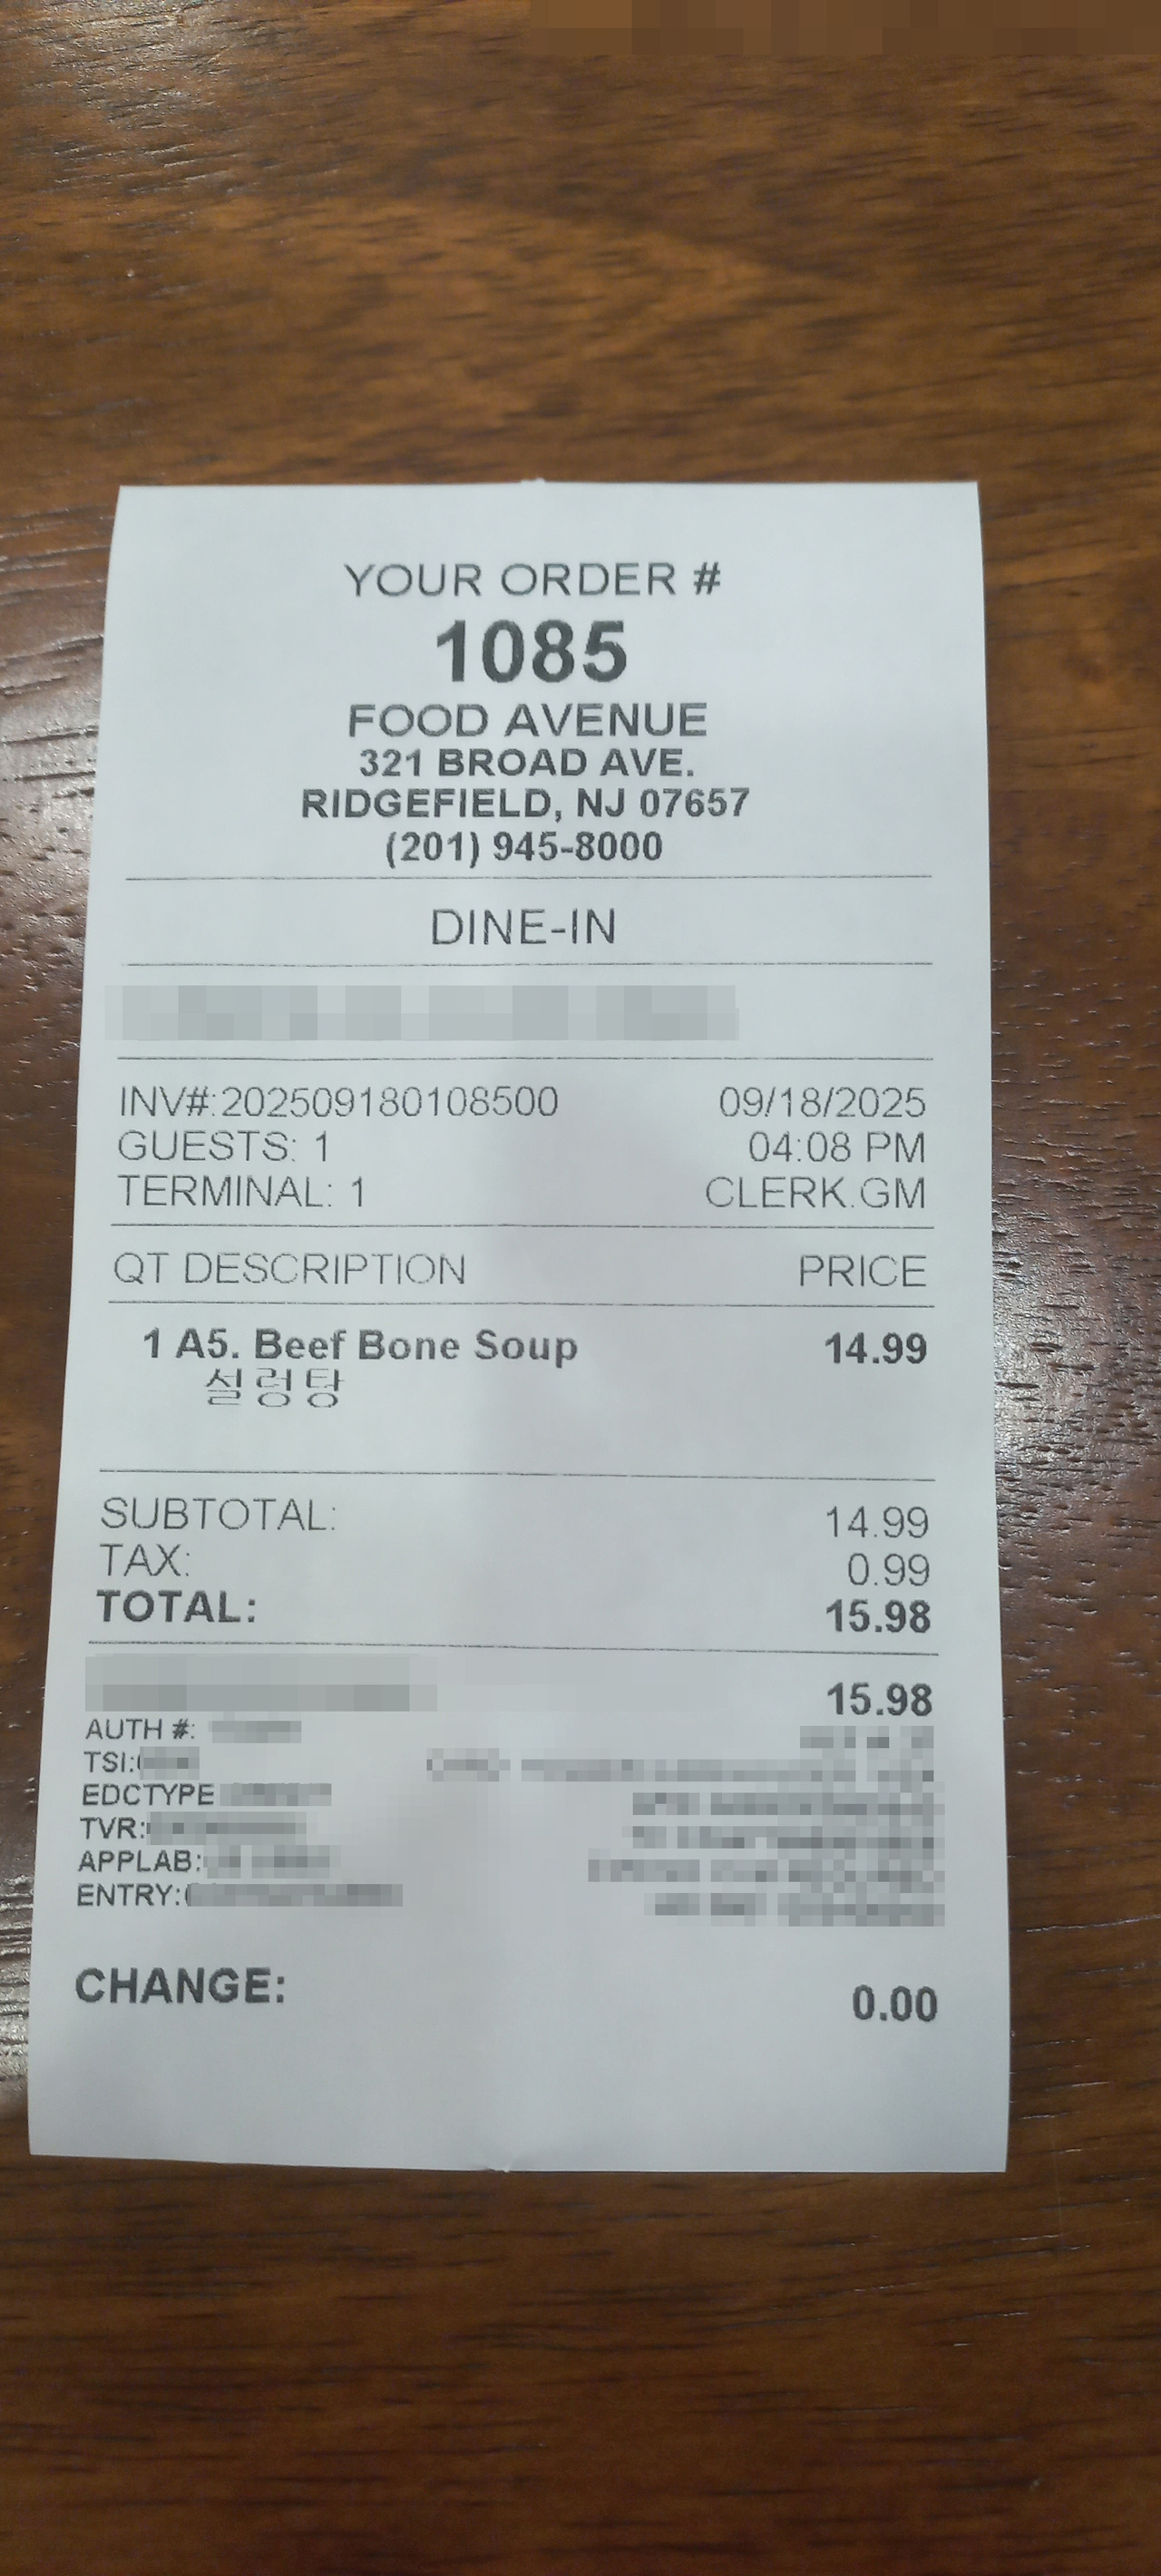 YOUR ORDER #
1085
FOOD AVENUE
321 BROAD AVE.
RIDGEFIELD, NJ 07657
(201) 945-8000
DINE-IN
INV#:202509180108500 09/18/2025
GUESTS: 1 04:08 PM
TERMINAL: 1 CLERK.GM
QT DESCRIPTION PRICE
1 A5. Beef Bone Soup 14.99
설렁탕
SUBTOTAL: 14.99
TAX: 0.99
TOTAL: 15.98
15.98
AUTH #:
TSI:
EDCTYPE
TVR:
APPLAB:
ENTRY:
CHANGE: 0.00